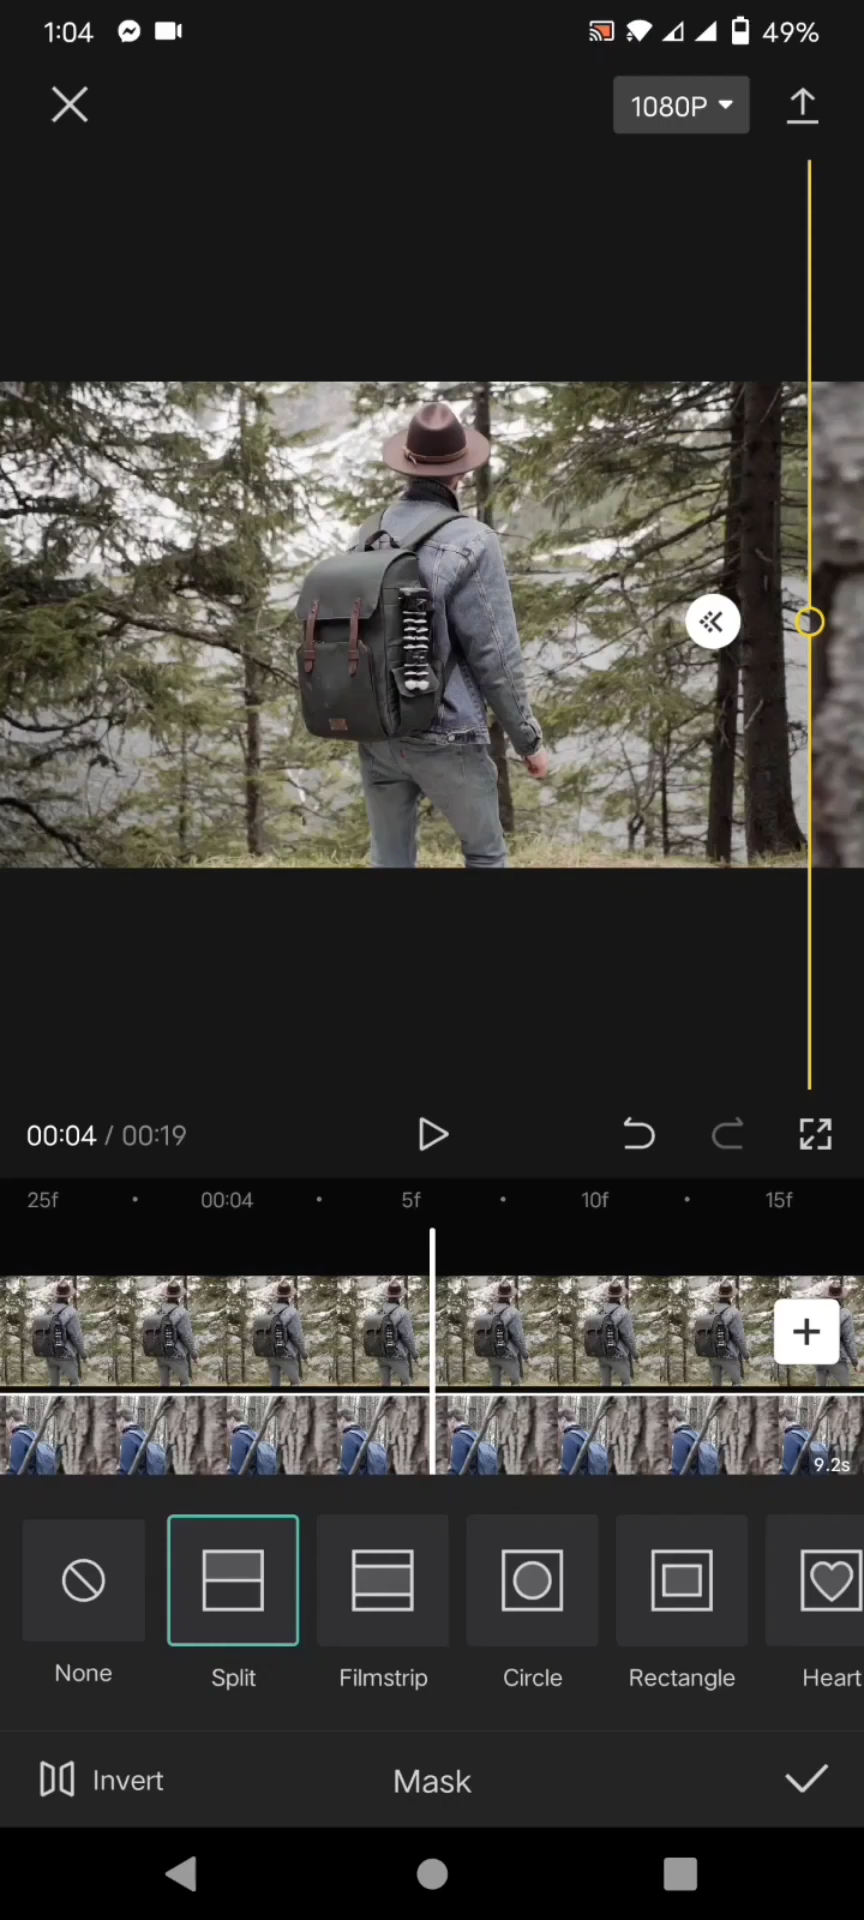 1:04 49%
1080P
00:04 / 00:19
25f 00:04 5f 10f 15f
9.2s
None Split Filmstrip Circle Rectangle Heart
Invert Mask